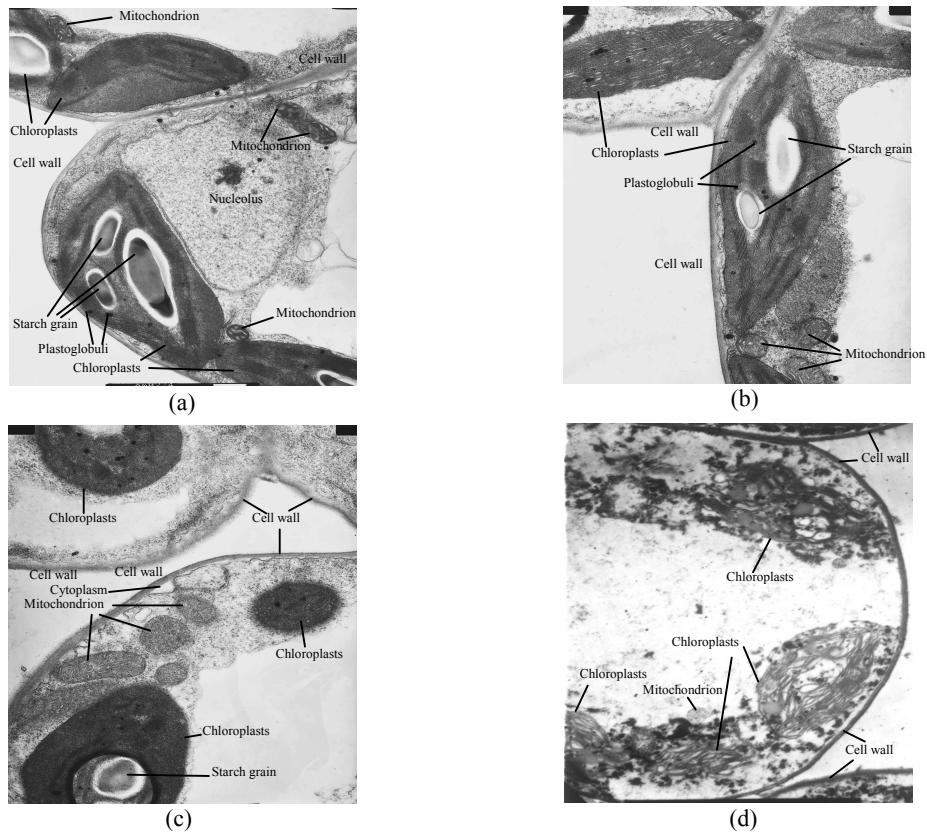 Mitochondrion
Cell wall
Chloroplasts
Mitochondrion
Cell wall
Nucleolus
Starch grain
Mitochondrion
Plastoglobuli
Chloroplasts
(a)
Cell wall
Chloroplasts
Starch grain
Plastoglobuli
Cell wall
Mitochondrion
(b)
Chloroplasts
Cell wall
Cell wall
Cell wall
Cytoplasm
Mitochondrion
Chloroplasts
Chloroplasts
Starch grain
(c)
Cell wall
Chloroplasts
Chloroplasts
Chloroplasts
Mitochondrion
Cell wall
(d)